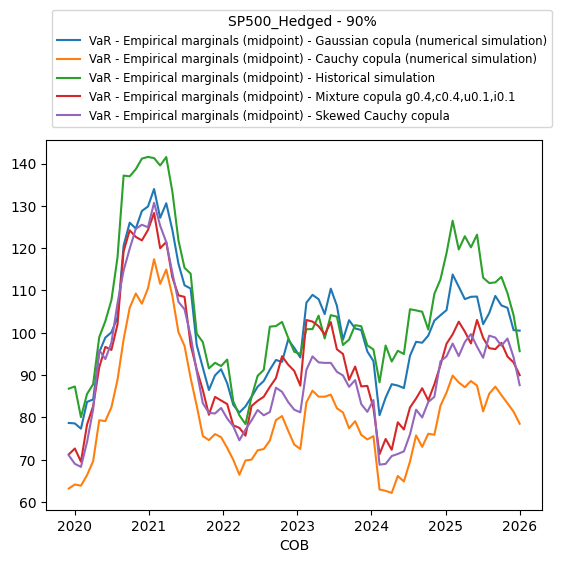 SP500_Hedged - 90%
VaR - Empirical marginals (midpoint) - Gaussian copula (numerical simulation)
VaR - Empirical marginals (midpoint) - Cauchy copula (numerical simulation)
VaR - Empirical marginals (midpoint) - Historical simulation
VaR - Empirical marginals (midpoint) - Mixture copula g0.4,c0.4,u0.1,i0.1
VaR - Empirical marginals (midpoint) - Skewed Cauchy copula
140
130
120
110
100
90
80
70
60
2020 2021 2022 2023 2024 2025 2026
COB